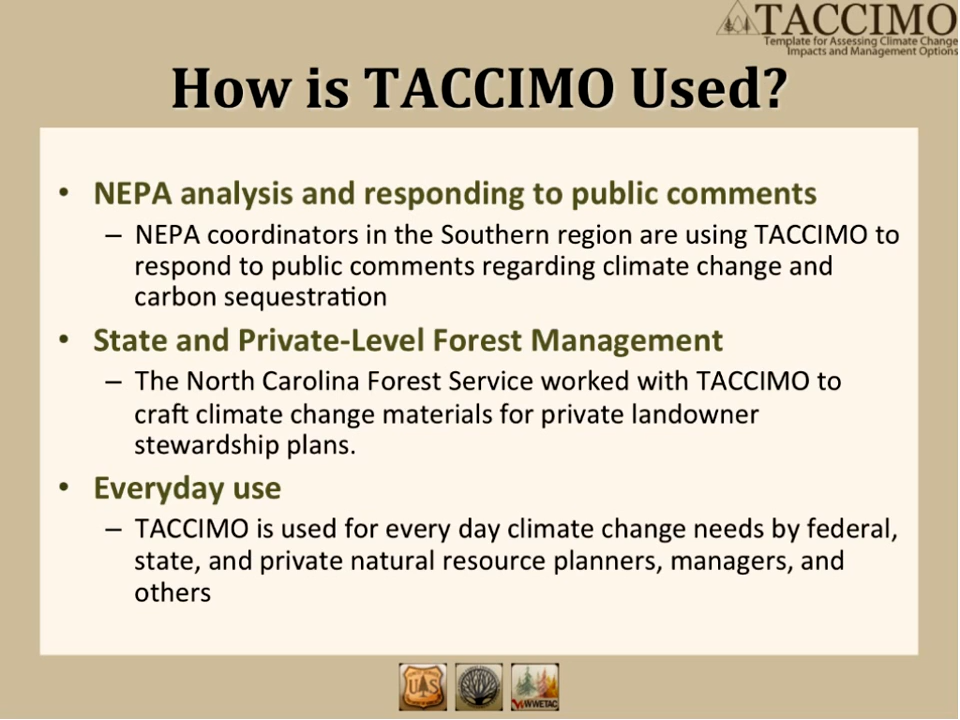 TACCIMO
Template for Assessing Climate Change
Impacts and Management Options
How is TACCIMO Used?
• NEPA analysis and responding to public comments
– NEPA coordinators in the Southern region are using TACCIMO to
respond to public comments regarding climate change and
carbon sequestration
• State and Private-Level Forest Management
– The North Carolina Forest Service worked with TACCIMO to
craft climate change materials for private landowner
stewardship plans.
• Everyday use
– TACCIMO is used for every day climate change needs by federal,
state, and private natural resource planners, managers, and
others
U S
WWETAC